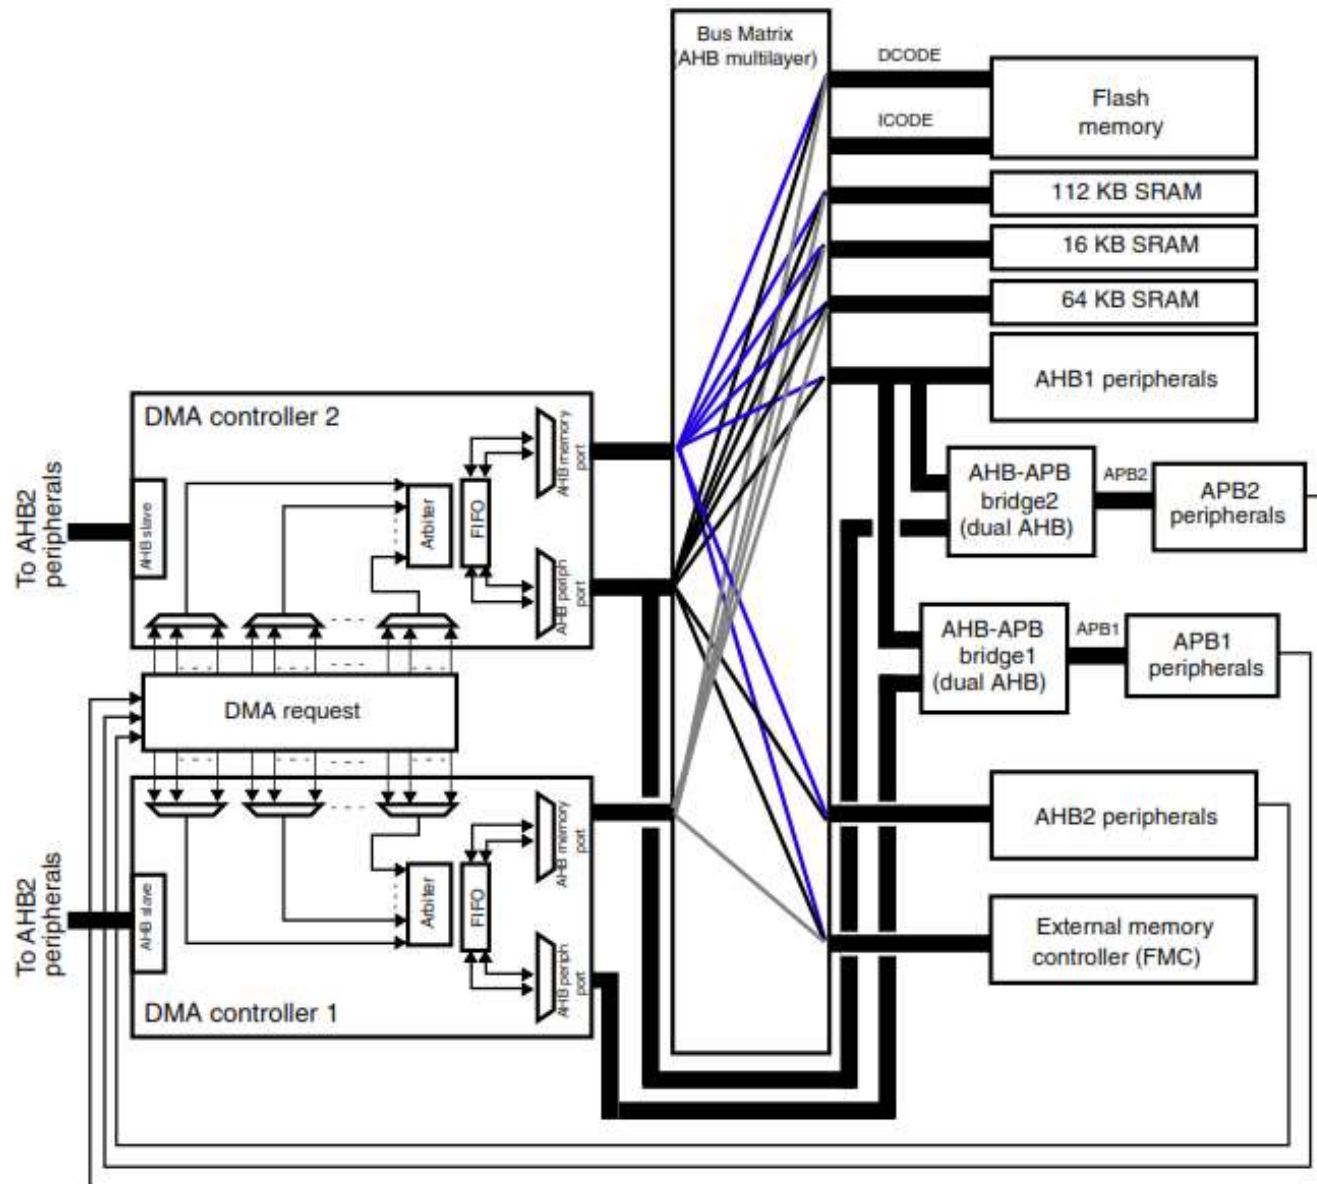 Bus Matrix
(AHB multilayer)
DCODE
ICODE
Flash
memory
112 KB SRAM
16 KB SRAM
64 KB SRAM
AHB1 peripherals
DMA controller 2
To AHB2
peripherals
AHB slave
Arbiter
FIFO
AHB memory
port
AHB periph
port
AHB-APB
bridge2
(dual AHB)
APB2
APB2
peripherals
AHB-APB
bridge1
(dual AHB)
APB1
APB1
peripherals
DMA request
To AHB2
peripherals
AHB slave
Arbiter
FIFO
AHB memory
port
AHB periph
port
DMA controller 1
AHB2 peripherals
External memory
controller (FMC)